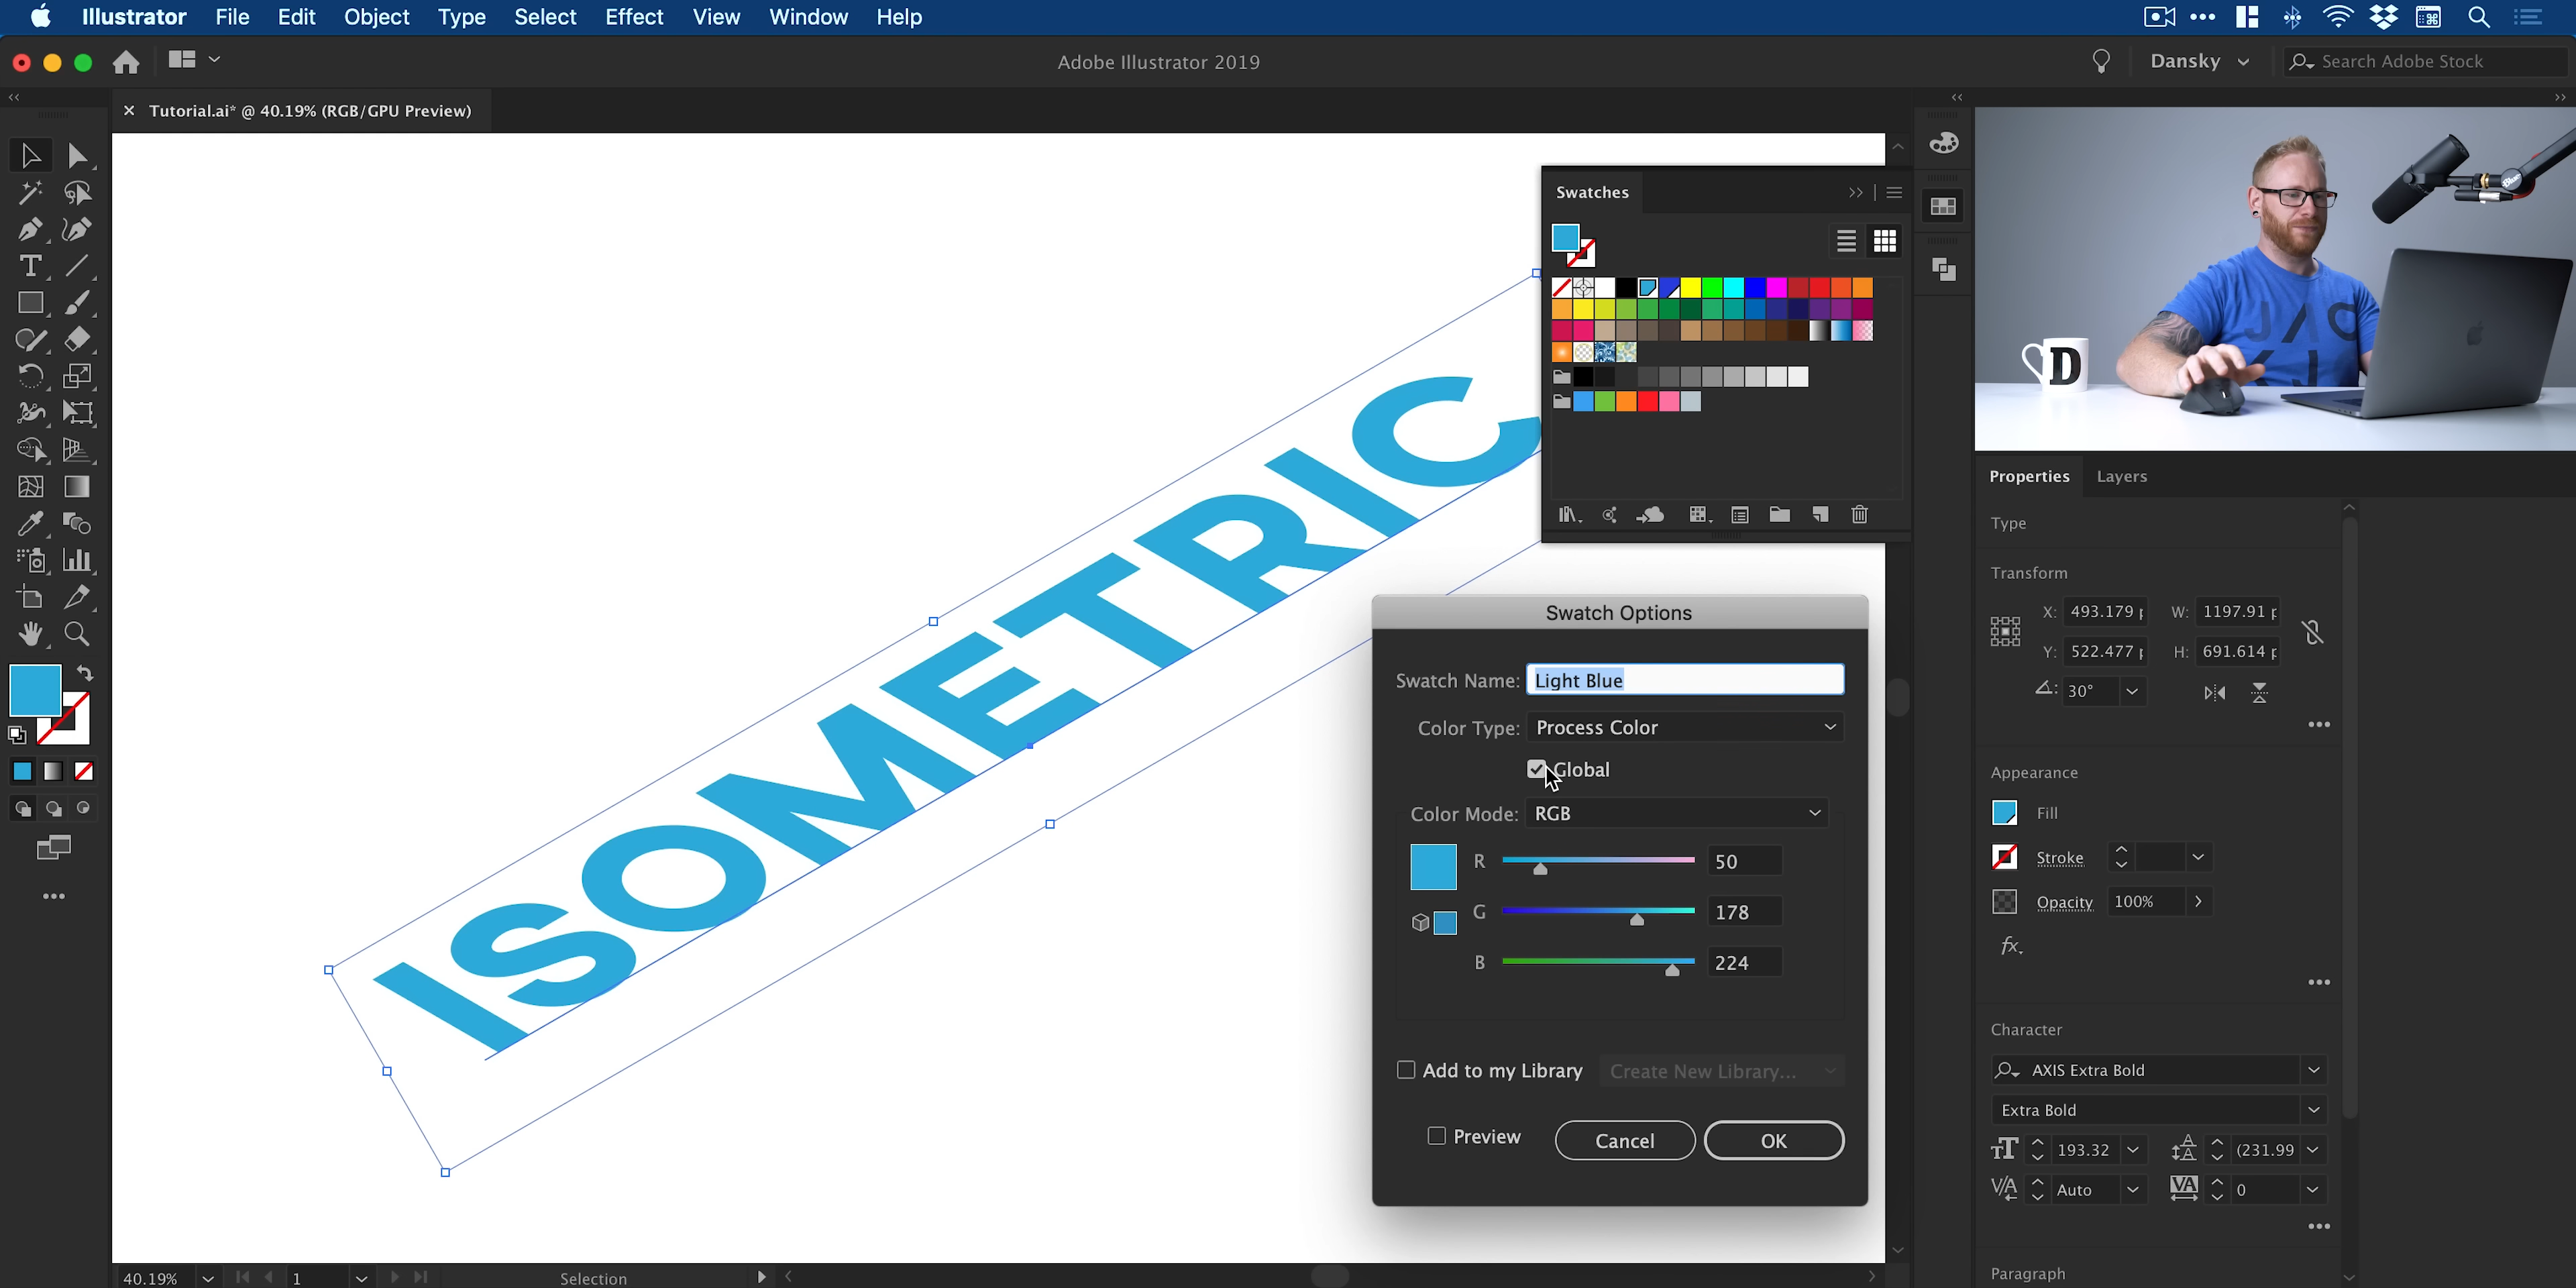 Illustrator File Edit Object Type Select Effect View Window Help
Adobe Illustrator 2019
Dansky
Search Adobe Stock
Tutorial.ai* @ 40.19% (RGB/GPU Preview)
ISOMETRIC
Swatches
Swatch Options
Swatch Name: Light Blue
Color Type: Process Color
Global
Color Mode: RGB
R 50
G 178
B 224
Add to my Library Create New Library...
Preview Cancel OK
D
Blue
JAC
Properties Layers
Type
Transform
X: 493.179 W: 1197.91
Y: 522.477 H: 691.614
30°
Appearance
Fill
Stroke
Opacity 100%
fx.
Character
AXIS Extra Bold
Extra Bold
193.32 (231.99
Auto 0
Paragraph
40.19% 1 Selection